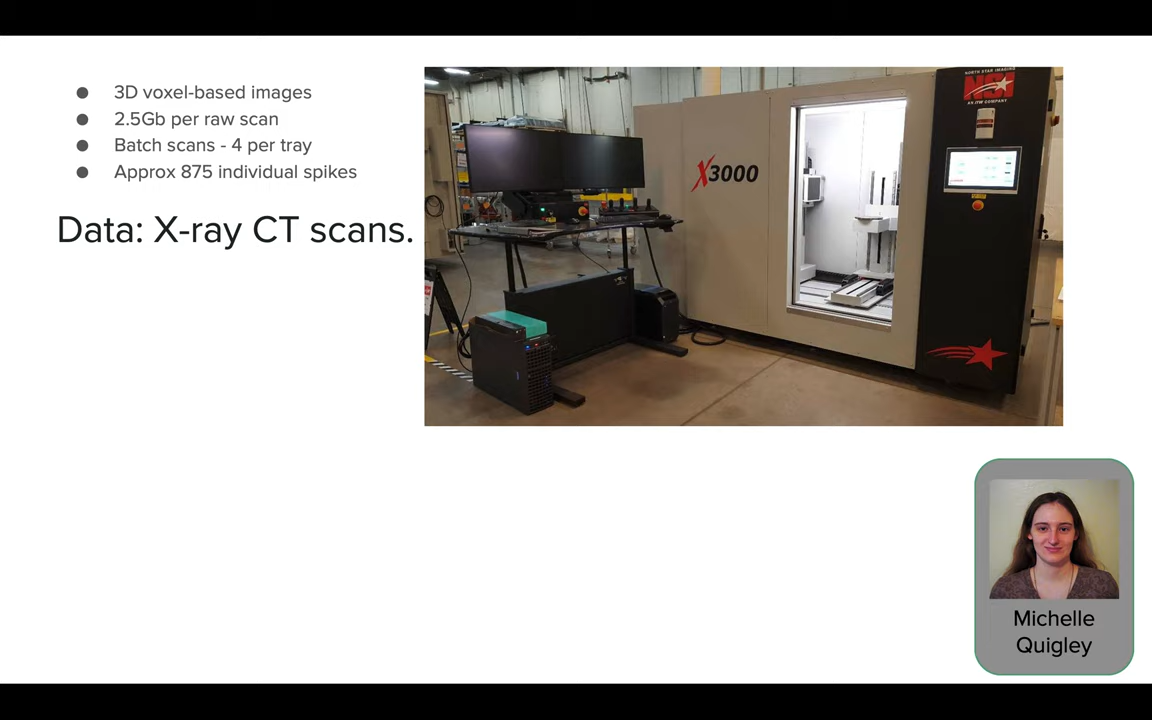 3D voxel-based images
2.5Gb per raw scan
Batch scans - 4 per tray
Approx 875 individual spikes
Data: X-ray CT scans.
NORTH STAR IMAGING
NSI
AN ITW COMPANY
X3000
Michelle
Quigley